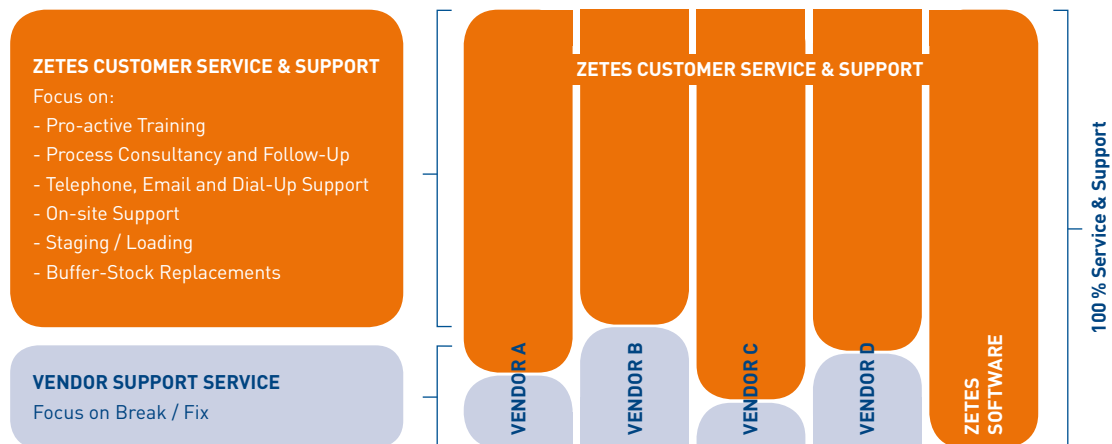 ZETES CUSTOMER SERVICE & SUPPORT
Focus on:
- Pro-active Training
- Process Consultancy and Follow-Up
- Telephone, Email and Dial-Up Support
- On-site Support
- Staging / Loading
- Buffer-Stock Replacements
VENDOR SUPPORT SERVICE
Focus on Break / Fix
ZETES CUSTOMER SERVICE & SUPPORT
VENDOR A
VENDOR B
VENDOR C
VENDOR D
ZETES
SOFTWARE
100 % Service & Support